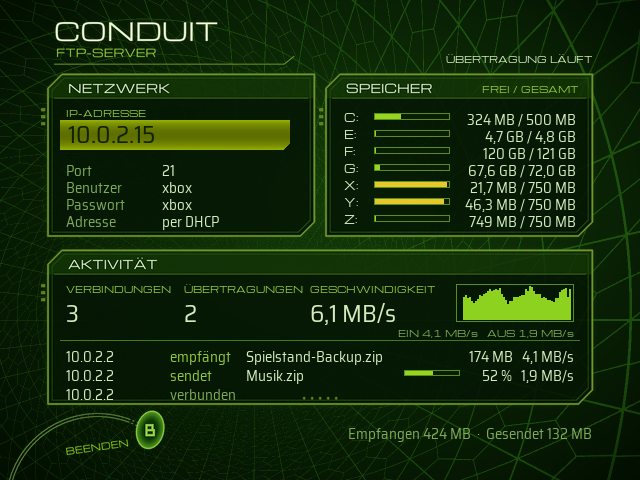 CONDUIT
FTP-SERVER
ÜBERTRAGUNG LÄUFT
NETZWERK
IP-ADRESSE
10.0.2.15
Port 21
Benutzer xbox
Passwort xbox
Adresse per DHCP
SPEICHER FREI / GESAMT
C: 324 MB / 500 MB
E: 4,7 GB / 4,8 GB
F: 120 GB / 121 GB
G: 67,6 GB / 72,0 GB
X: 21,7 MB / 750 MB
Y: 46,3 MB / 750 MB
Z: 749 MB / 750 MB
AKTIVITÄT
VERBINDUNGEN ÜBERTRAGUNGEN GESCHWINDIGKEIT
3 2 6,1 MB/s
EIN 4,1 MB/s AUS 1,9 MB/s
10.0.2.2 empfängt Spielstand-Backup.zip 174 MB 4,1 MB/s
10.0.2.2 sendet Musik.zip 52 % 1,9 MB/s
10.0.2.2 verbunden
BEENDEN B
Empfangen 424 MB · Gesendet 132 MB